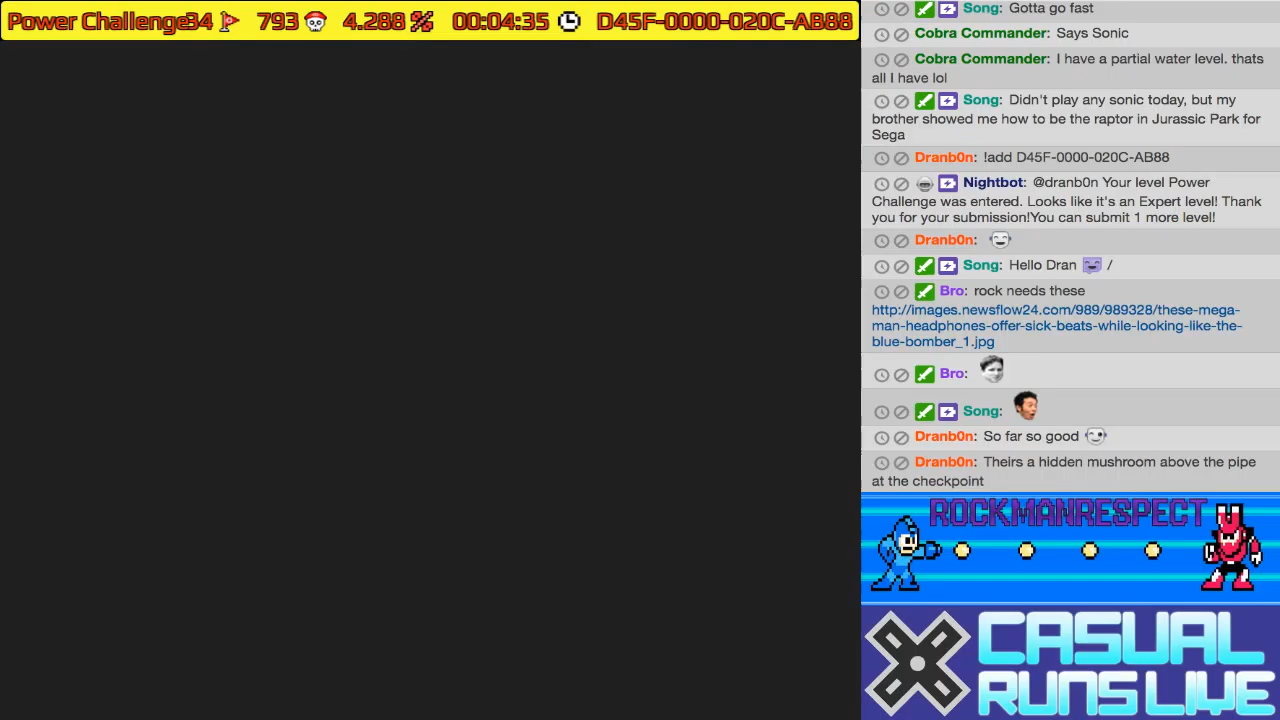 Power Challenge 34 793 4.288 00:04:35 D45F-0000-020C-AB88
Song: Gotta go fast
Cobra Commander: Says Sonic
Cobra Commander: I have a partial water level. thats
all I have lol
Song: Didn't play any sonic today, but my
brother showed me how to be the raptor in Jurassic Park for
Sega
Dranb0n: !add D45F-0000-020C-AB88
Nightbot: @dranb0n Your level Power
Challenge was entered. Looks like it's an Expert level! Thank
you for your submission!You can submit 1 more level!
Dranb0n:
Song: Hello Dran /
Bro: rock needs these
http://images.newsflow24.com/989/989328/these-mega-
man-headphones-offer-sick-beats-while-looking-like-the-
blue-bomber_1.jpg
Bro:
Song:
Dranb0n: So far so good
Dranb0n: Theirs a hidden mushroom above the pipe
at the checkpoint
ROCKMANRESPECT
CASUAL
RUNS LIVE